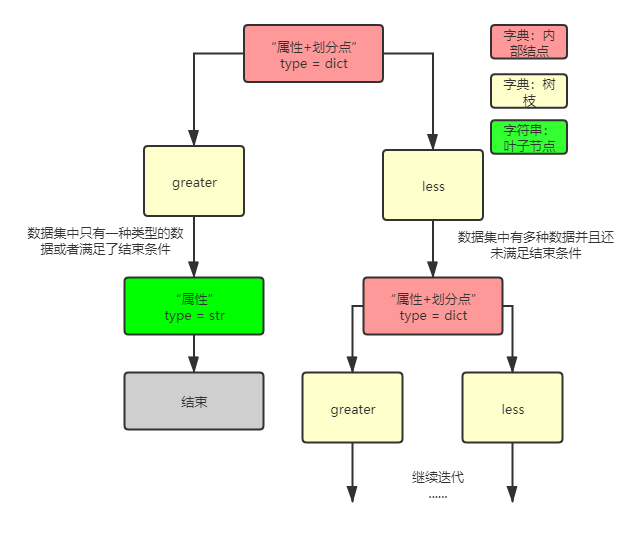 “属性+划分点”
type = dict
字典：内
部结点
字典：树
枝
字符串：
叶子节点
greater
less
数据集中只有一种类型的数
据或者满足了结束条件
数据集中有多种数据并且还
未满足结束条件
“属性”
type = str
“属性+划分点”
type = dict
结束
greater
less
继续迭代
......